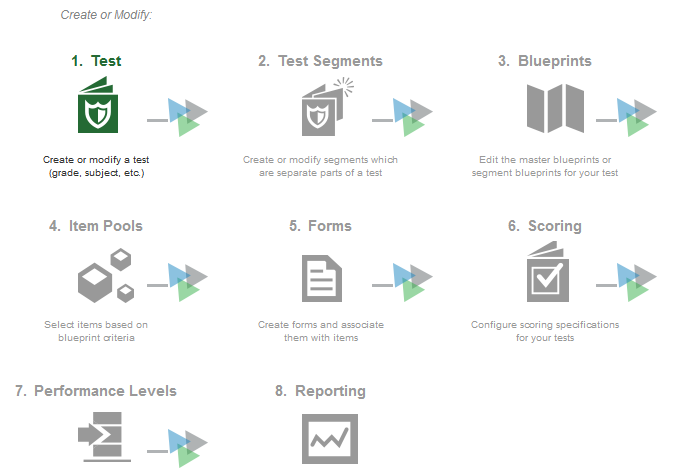 Create or Modify:
1. Test
2. Test Segments
3. Blueprints
Create or modify a test
(grade, subject, etc.)
Create or modify segments which
are separate parts of a test
Edit the master blueprints or
segment blueprints for your test
4. Item Pools
5. Forms
6. Scoring
Select items based on
blueprint criteria
Create forms and associate
them with items
Configure scoring specifications
for your tests
7. Performance Levels
8. Reporting